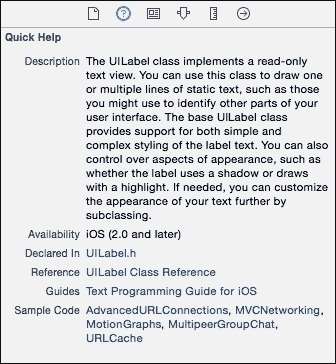 Quick Help
Description The UILabel class implements a read-only
text view. You can use this class to draw one
or multiple lines of static text, such as those
you might use to identify other parts of your
user interface. The base UILabel class
provides support for both simple and
complex styling of the label text. You can also
control over aspects of appearance, such as
whether the label uses a shadow or draws
with a highlight. If needed, you can customize
the appearance of your text further by
subclassing.
Availability iOS (2.0 and later)
Declared In UILabel.h
Reference UILabel Class Reference
Guides Text Programming Guide for iOS
Sample Code AdvancedURLConnections, MVCNetworking,
MotionGraphs, MultipeerGroupChat,
URLCache